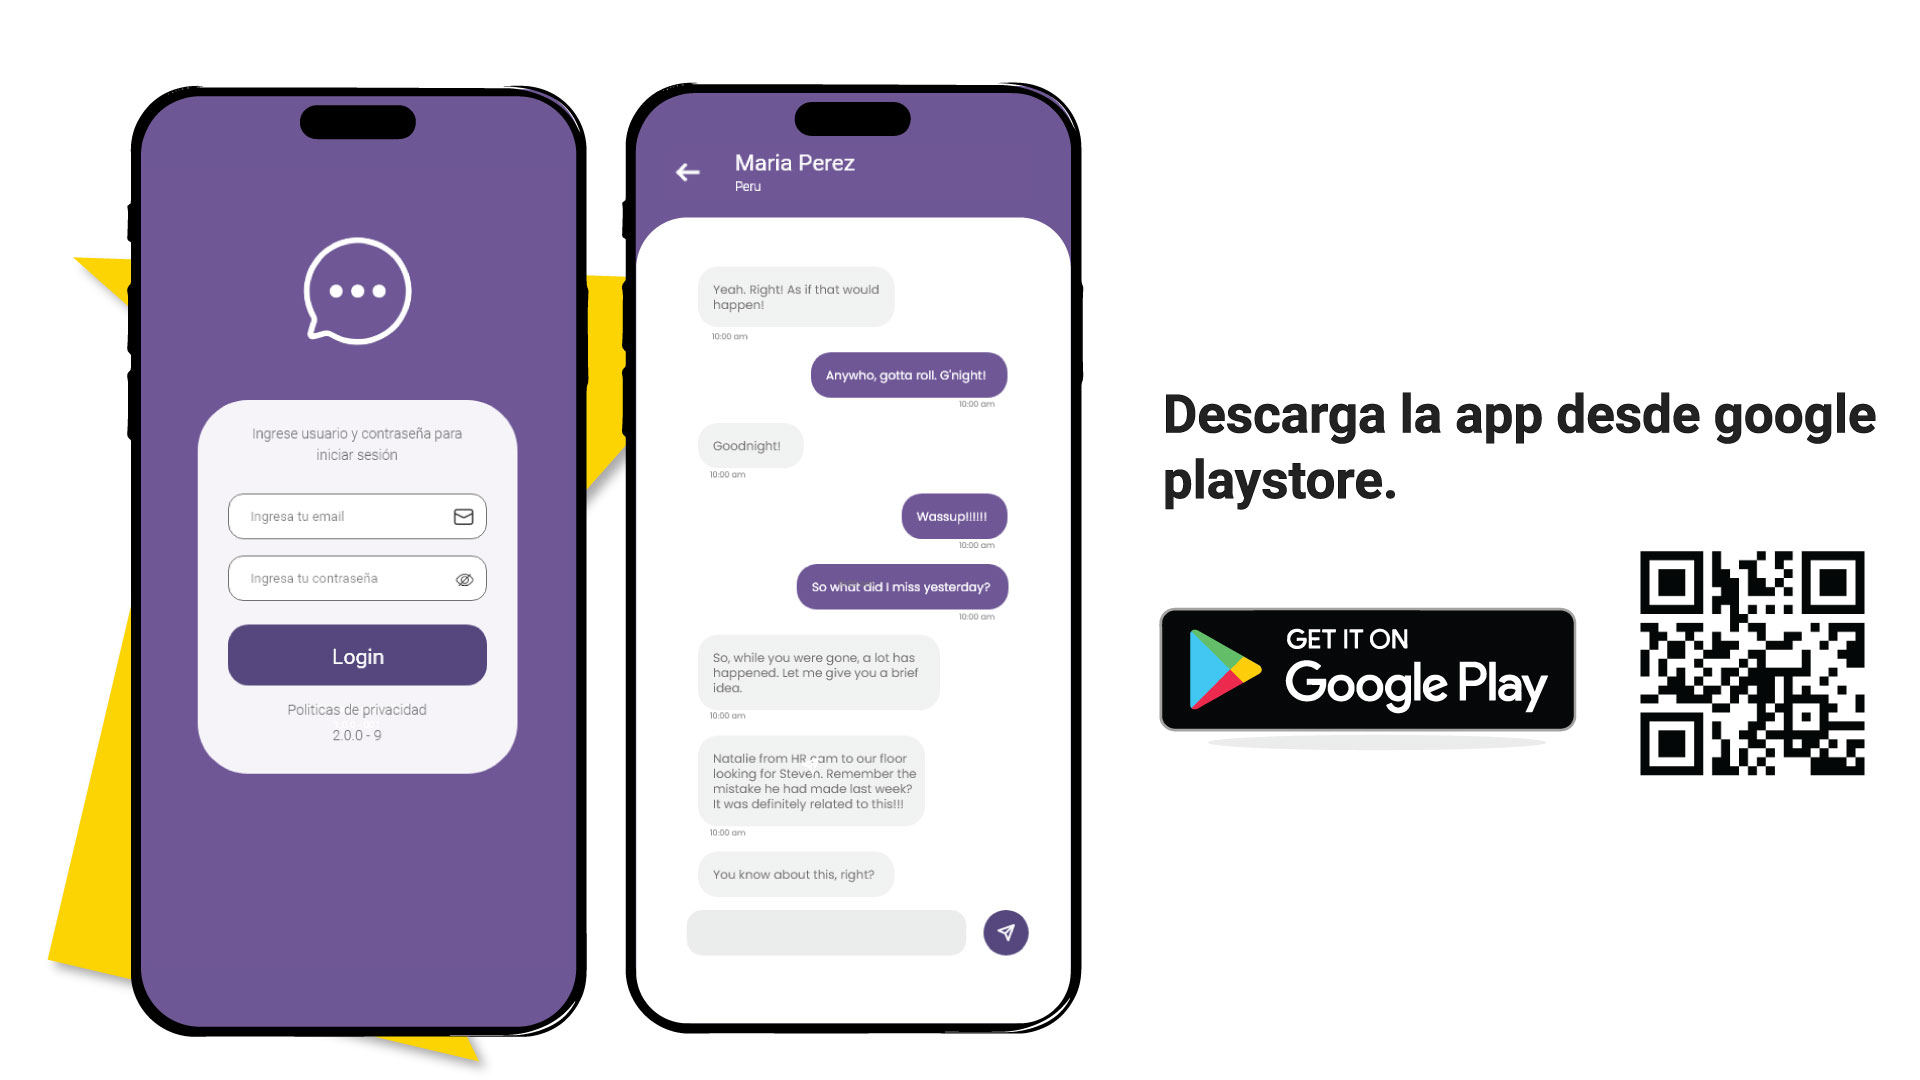 Ingrese usuario y contraseña para
iniciar sesión
Ingresa tu email
Ingresa tu contraseña
Login
Politicas de privacidad
2.0.0 - 9
Maria Perez
Peru
Yeah. Right! As if that would
happen!
10:00 am
Anywho, gotta roll. G'night!
10:00 am
Goodnight!
10:00 am
Wassup!!!!!!
10:00 am
So what did I miss yesterday?
10:00 am
So, while you were gone, a lot has
happened. Let me give you a brief
idea.
10:00 am
Natalie from HR cam to our floor
looking for Steven. Remember the
mistake he had made last week?
It was definitely related to this!!!
10:00 am
You know about this, right?
Descarga la app desde google
playstore.
GET IT ON
Google Play